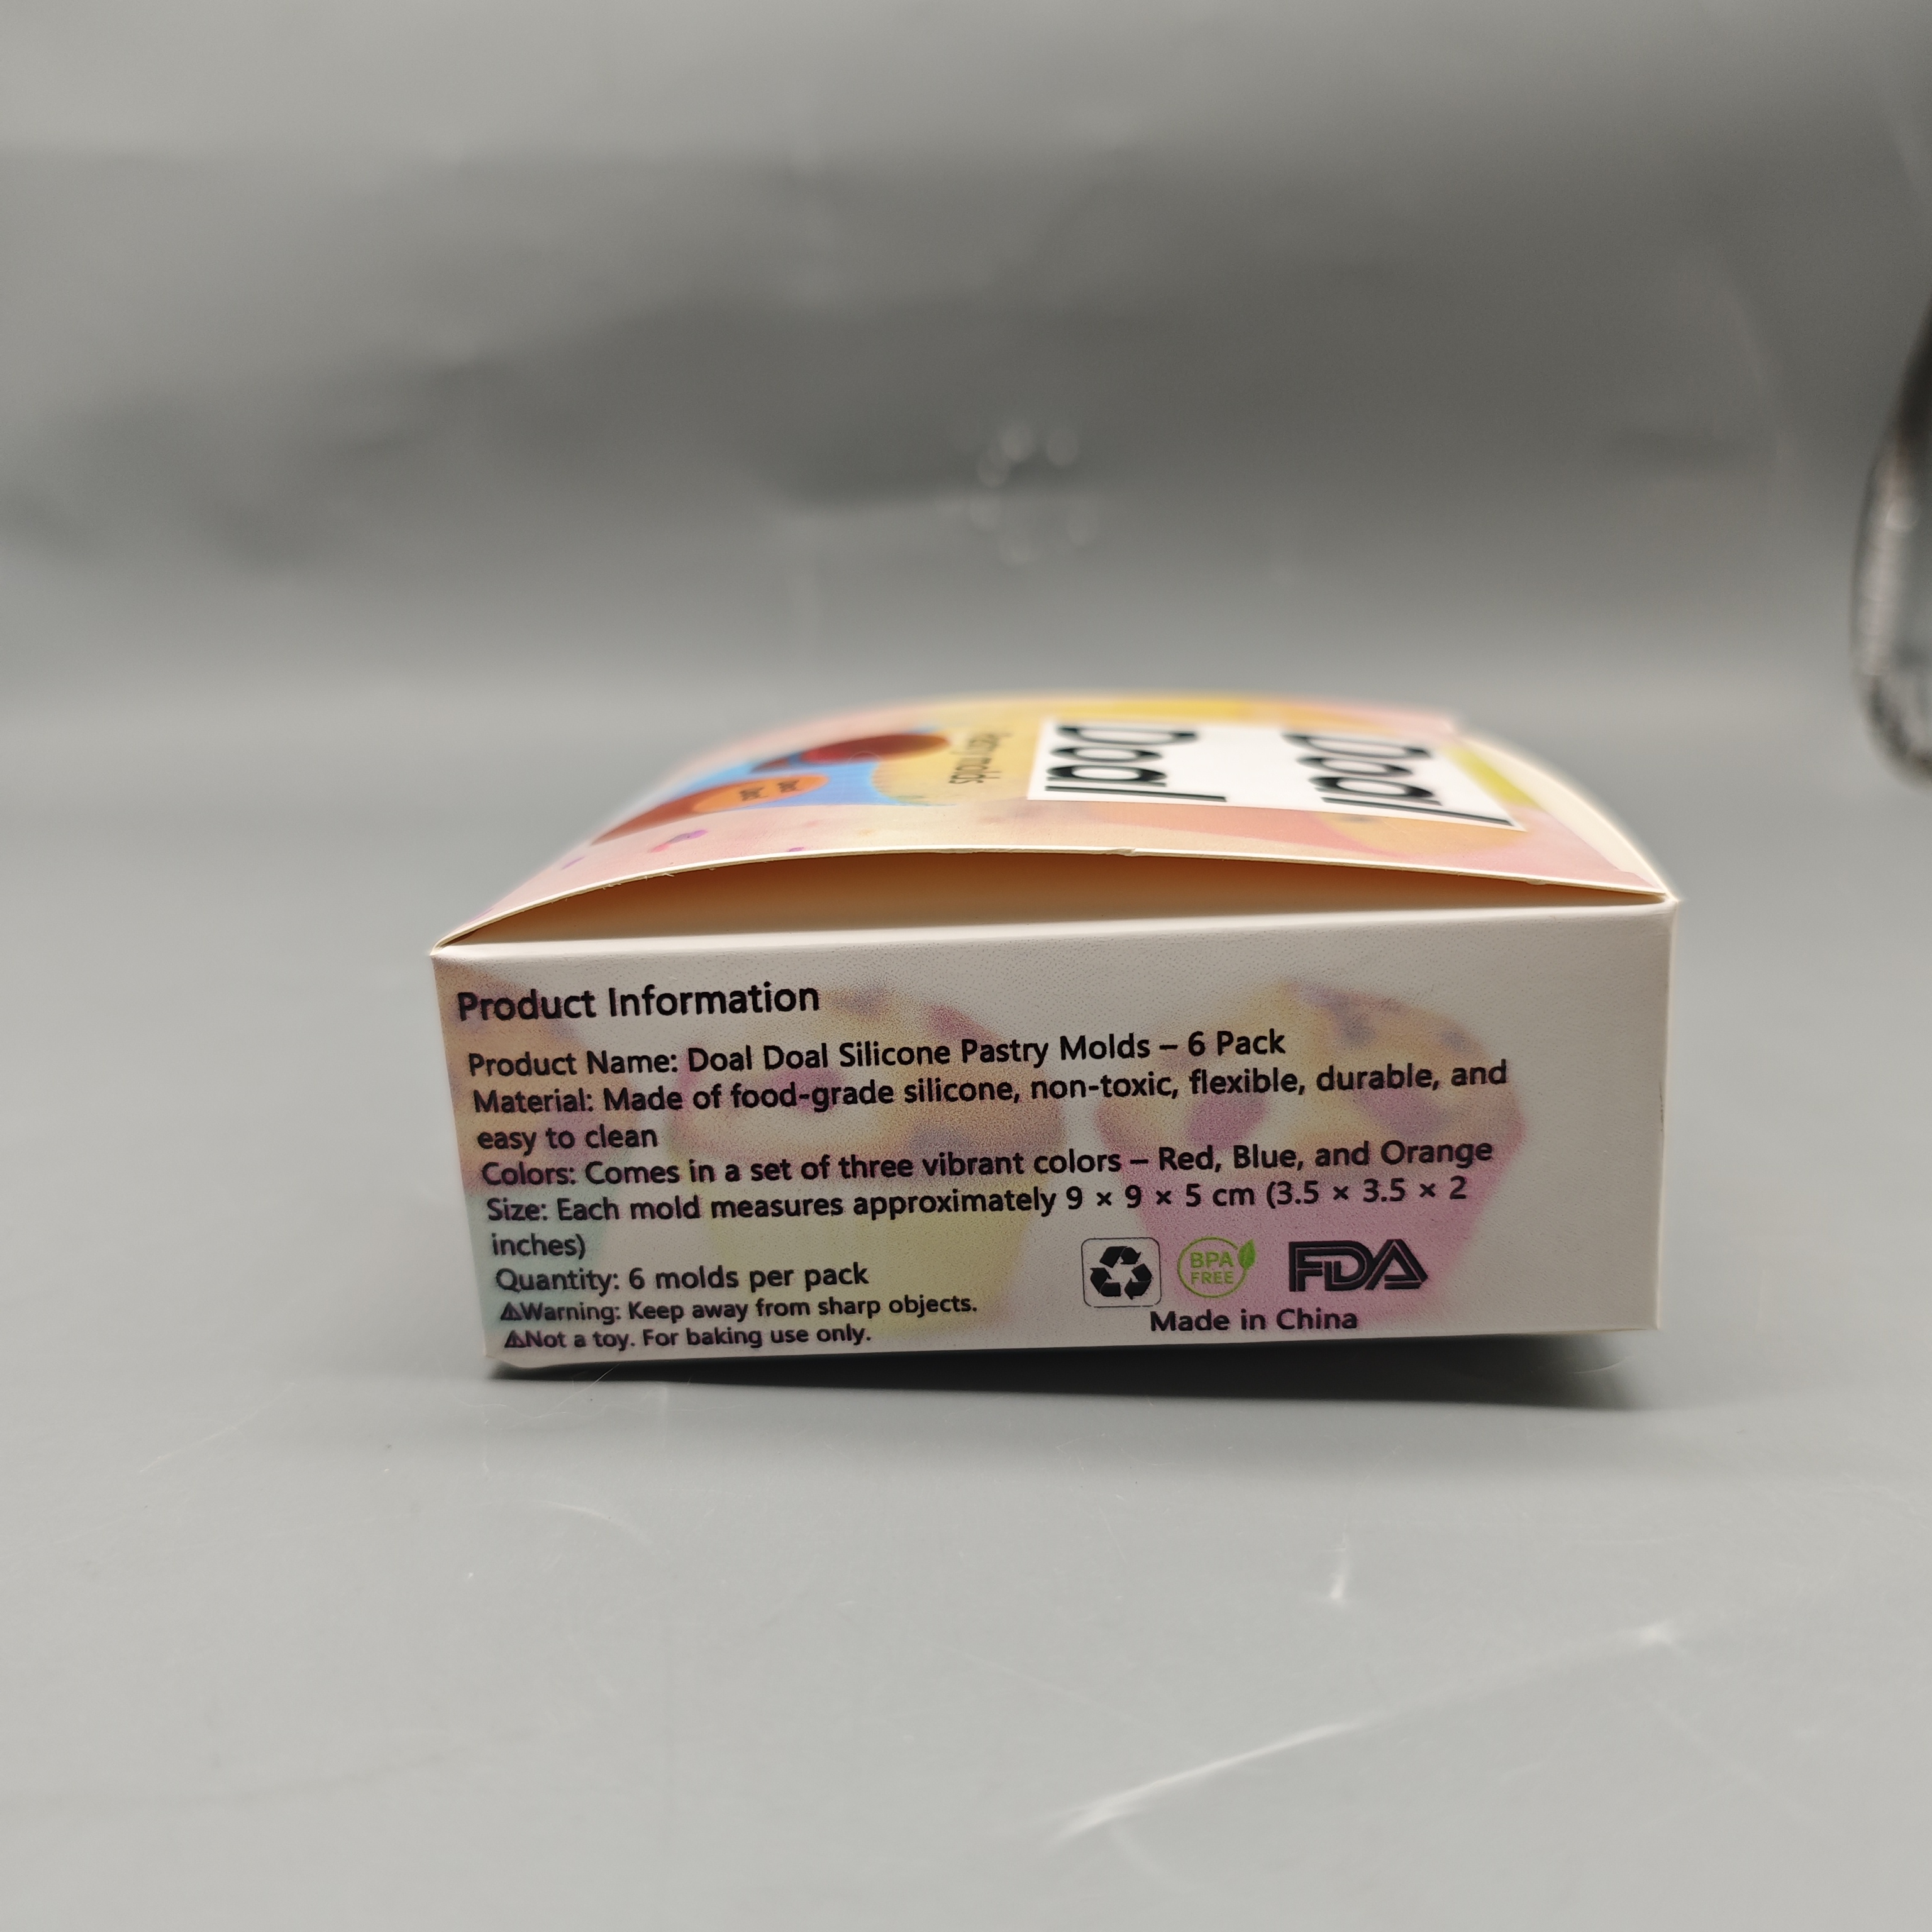 Doal
Doal
Pastry molds
Doal
Doal
Product Information
Product Name: Doal Doal Silicone Pastry Molds – 6 Pack
Material: Made of food-grade silicone, non-toxic, flexible, durable, and
easy to clean
Colors: Comes in a set of three vibrant colors – Red, Blue, and Orange
Size: Each mold measures approximately 9 × 9 × 5 cm (3.5 × 3.5 × 2
inches)
Quantity: 6 molds per pack
⚠Warning: Keep away from sharp objects.
⚠Not a toy. For baking use only.
BPA
FREE
FDA
Made in China